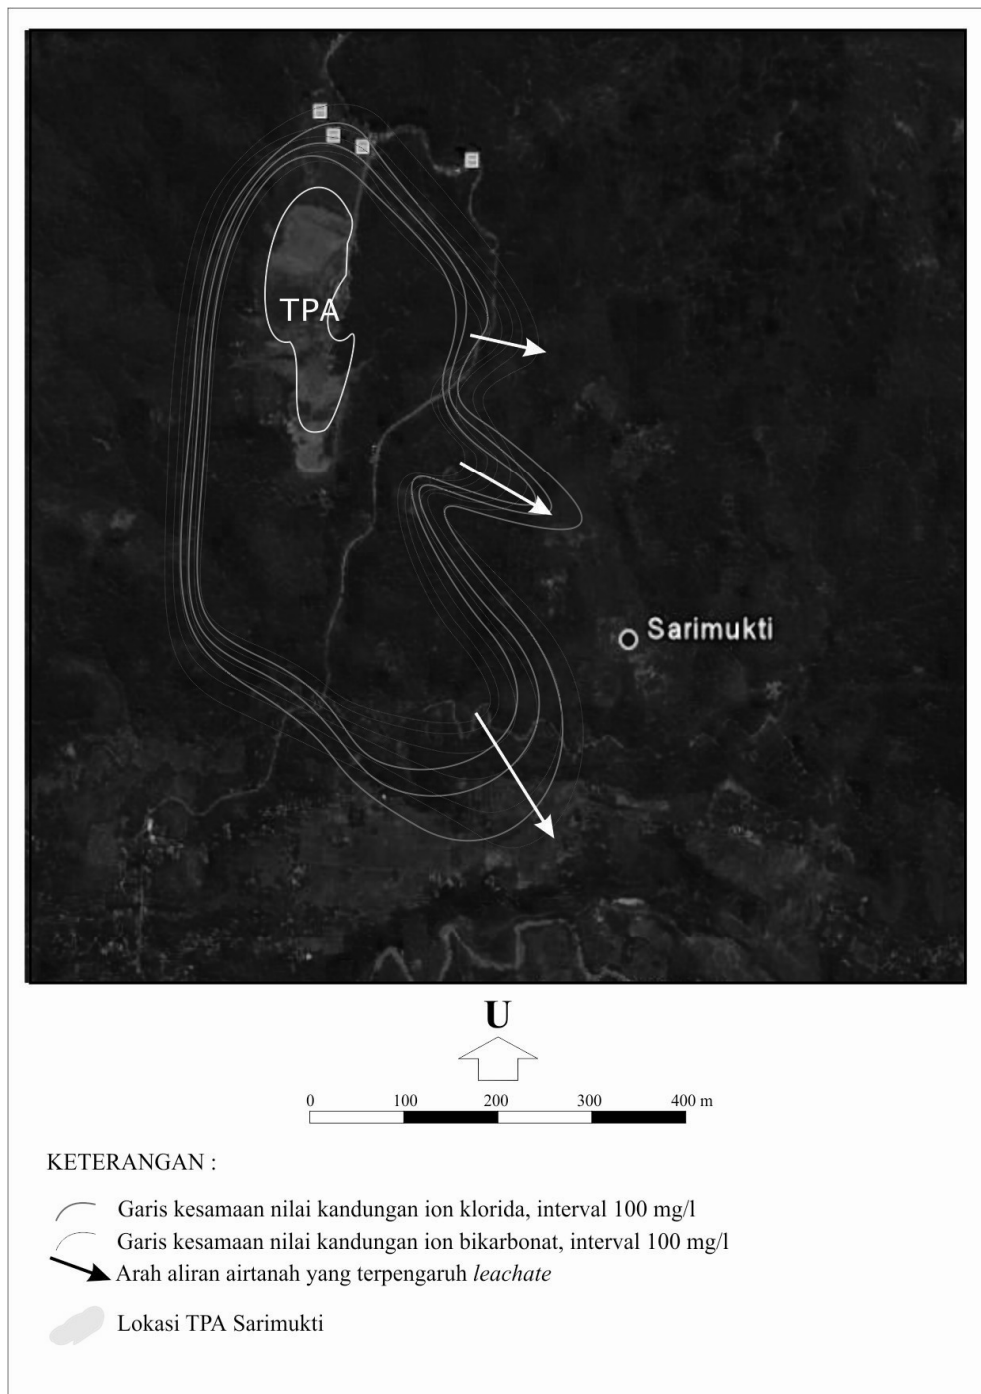 TPA
Sarimukti
U
0 100 200 300 400 m
KETERANGAN :
Garis kesamaan nilai kandungan ion klorida, interval 100 mg/l
Garis kesamaan nilai kandungan ion bikarbonat, interval 100 mg/l
Arah aliran airtanah yang terpengaruh leachate
Lokasi TPA Sarimukti